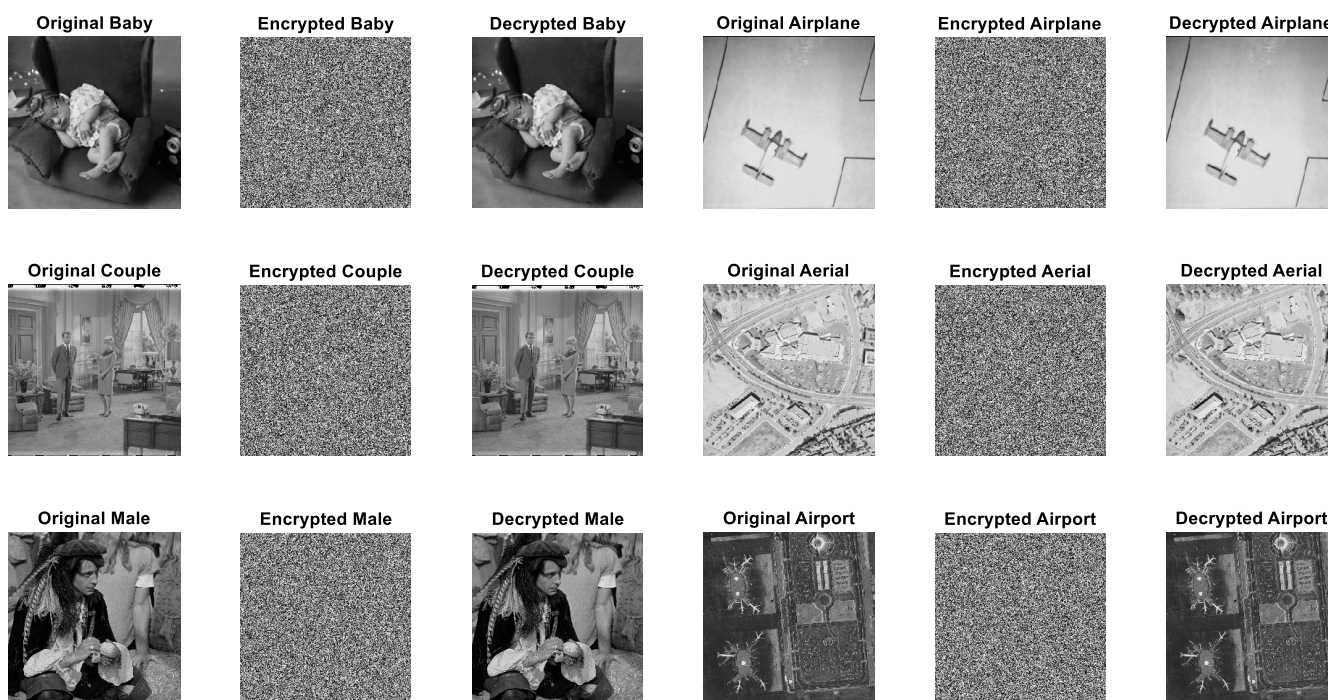 Original Baby
Encrypted Baby
Decrypted Baby
Original Airplane
Encrypted Airplane
Decrypted Airplane
Original Couple
Encrypted Couple
Decrypted Couple
Original Aerial
Encrypted Aerial
Decrypted Aerial
Original Male
Encrypted Male
Decrypted Male
Original Airport
Encrypted Airport
Decrypted Airport